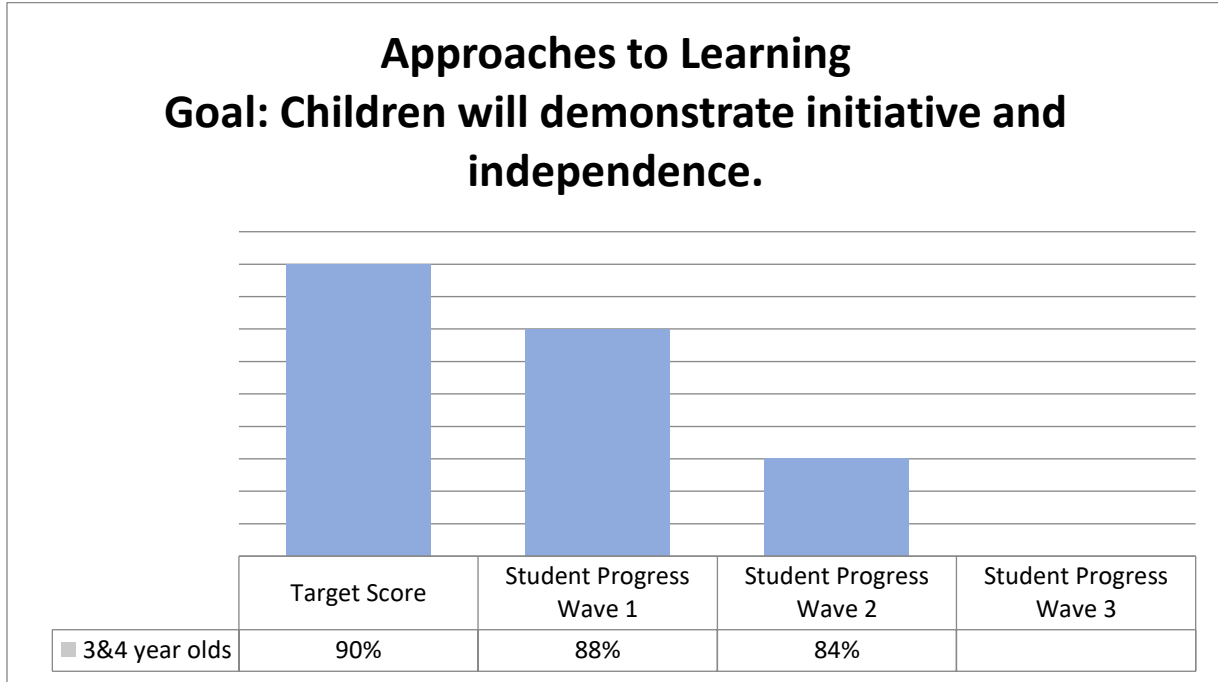 Approaches to Learning
Goal: Children will demonstrate initiative and
independence.
Target Score
Student Progress
Wave 1
Student Progress
Wave 2
Student Progress
Wave 3
3&4 year olds
90%
88%
84%